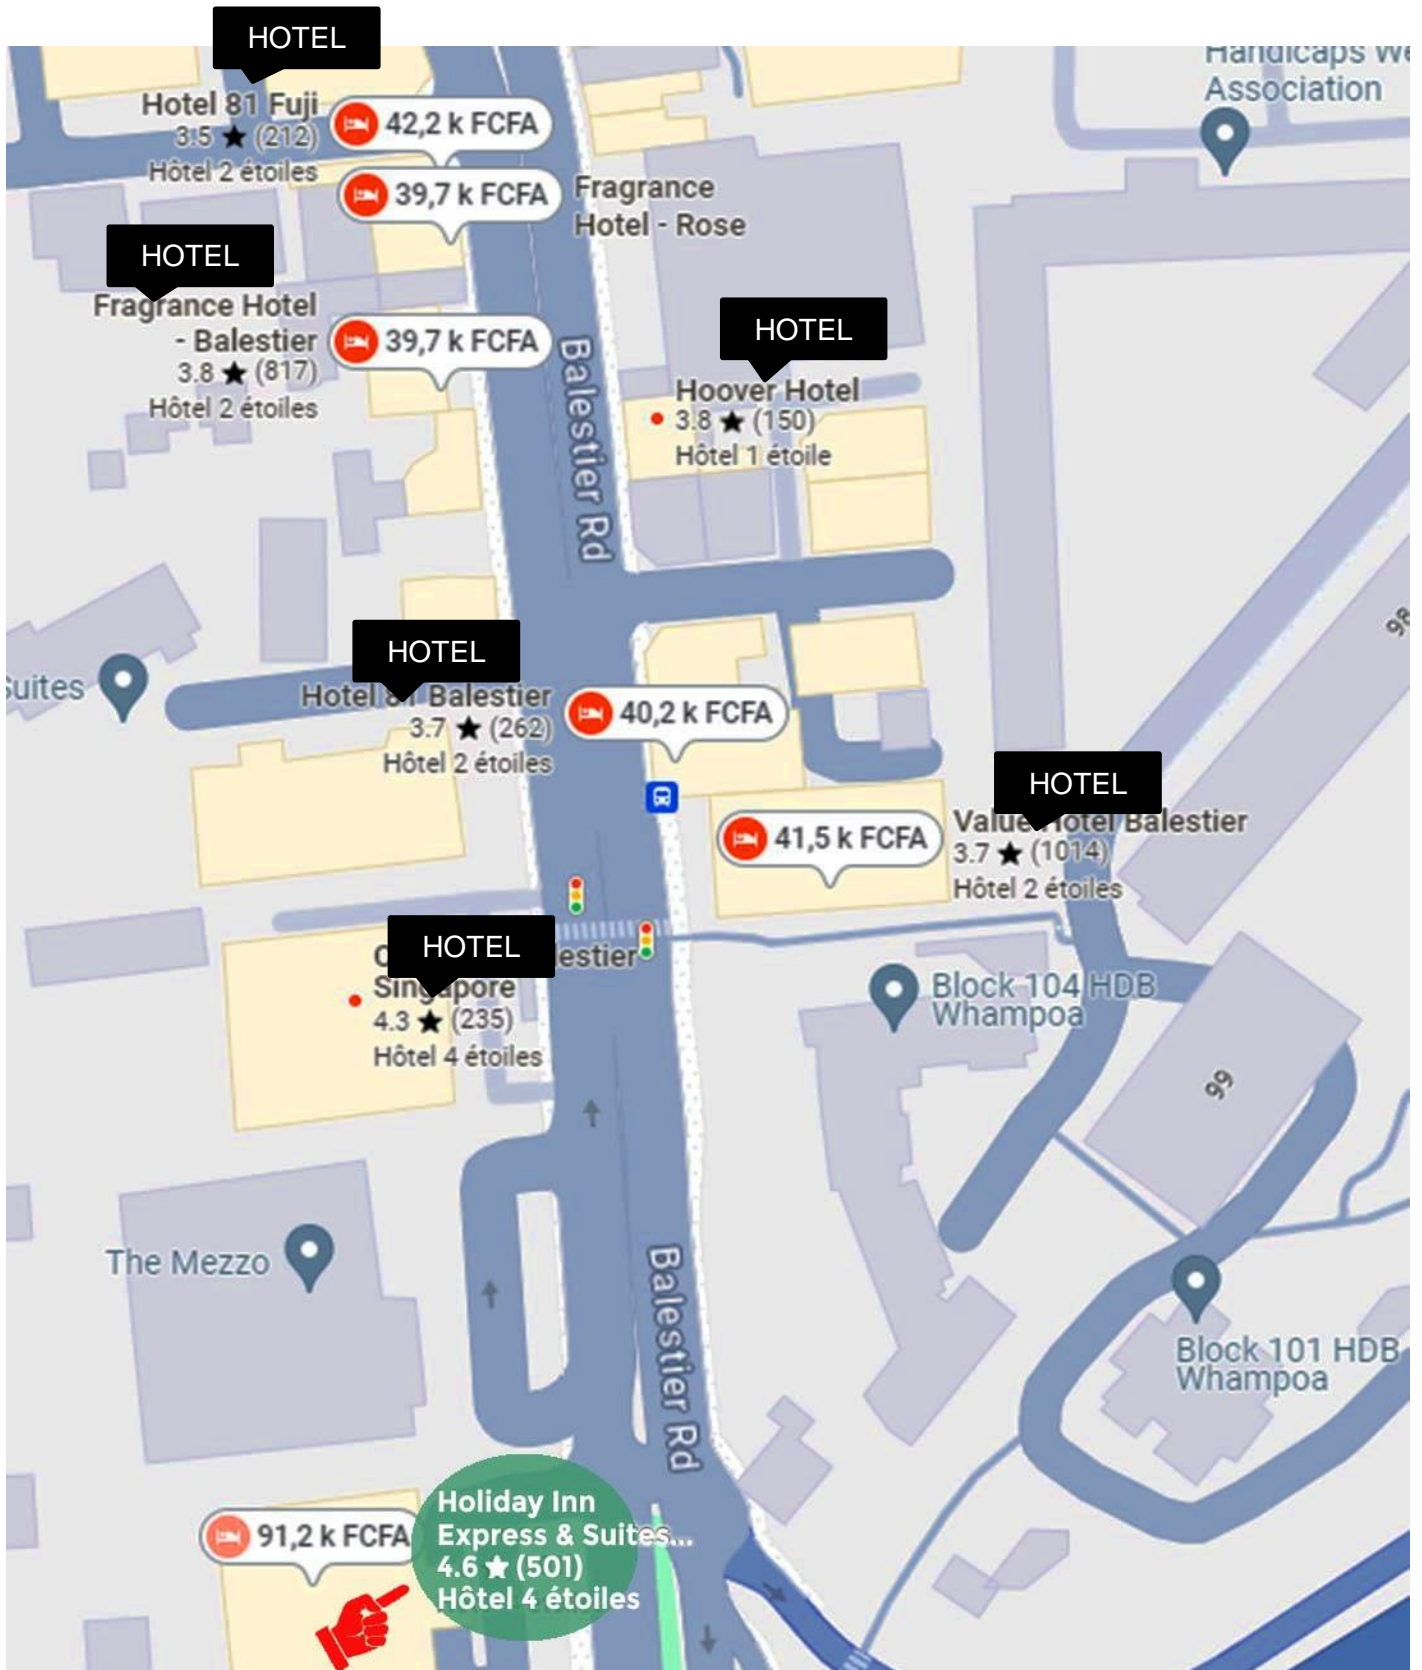 HOTEL
Handicaps We
Association
Hotel 81 Fuji
3.5 ★ (212)
Hôtel 2 étoiles
42,2 k FCFA
39,7 k FCFA
Fragrance
Hotel - Rose
HOTEL
Fragrance Hotel
- Balestier
3.8 ★ (817)
Hôtel 2 étoiles
39,7 k FCFA
Balestier Rd
HOTEL
Hoover Hotel
3.8 ★ (150)
Hôtel 1 étoile
98
Suites
HOTEL
Hotel 81 Balestier
3.7 ★ (262)
Hôtel 2 étoiles
40,2 k FCFA
41,5 k FCFA
HOTEL
Value Hotel Balestier
3.7 ★ (1014)
Hôtel 2 étoiles
HOTEL
estier
Singapore
4.3 ★ (235)
Hôtel 4 étoiles
Block 104 HDB
Whampoa
99
The Mezzo
Balestier Rd
Block 101 HDB
Whampoa
91,2 k FCFA
Holiday Inn
Express & Suites...
4.6 ★ (501)
Hôtel 4 étoiles